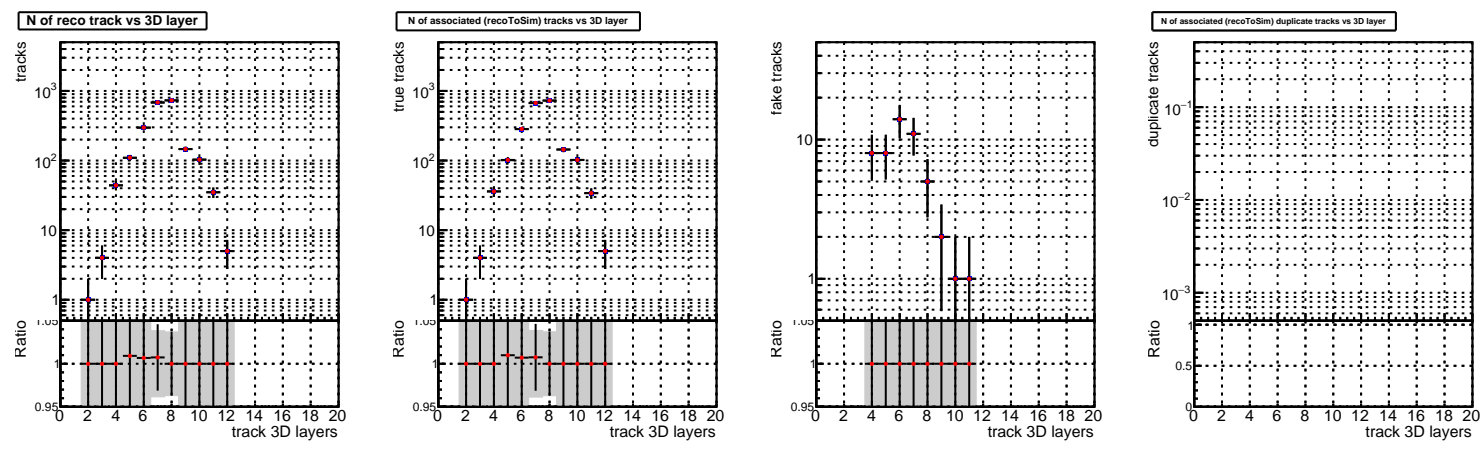 N of reco track vs 3D layer
tracks
10³
10²
10
1
1.05
Ratio
1
0.95
0 2 4 6 8 10 12 14 16 18 20
track 3D layers
N of associated (recoToSim) tracks vs 3D layer
true tracks
10³
10²
10
1
1.05
Ratio
1
0.95
0 2 4 6 8 10 12 14 16 18 20
track 3D layers
fake tracks
10
1
1.05
Ratio
1
0.95
0 2 4 6 8 10 12 14 16 18 20
track 3D layers
N of associated (recoToSim) duplicate tracks vs 3D layer
duplicate tracks
10⁻¹
10⁻²
10⁻³
Ratio
1
0.5
0
0 2 4 6 8 10 12 14 16 18 20
track 3D layers